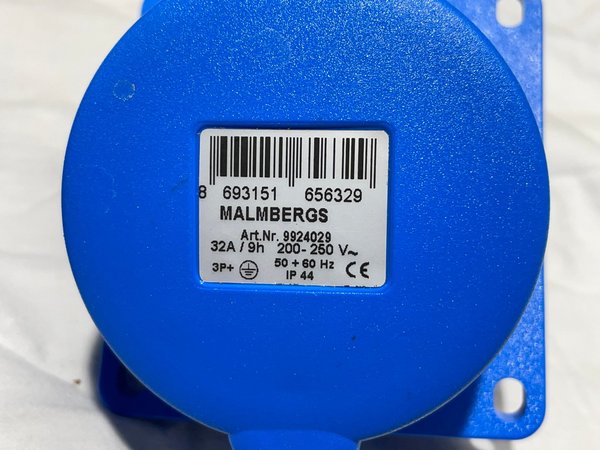 8 693151 656329
MALMBERGS
Art.Nr. 9924029
32A / 9h 200- 250 V~
3P+ 50 + 60 Hz CE
IP 44